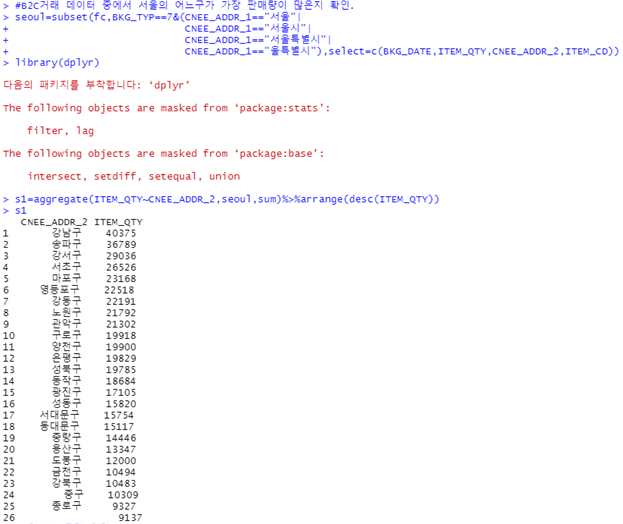 > #B2C거래 데이터 중에서 서울의 어느구가 가장 판매량이 많은지 확인.
> seoul=subset(fc,BKG_TYP==7&(CNEE_ADDR_1=="서울"|
+ CNEE_ADDR_1=="서울시"|
+ CNEE_ADDR_1=="서울특별시"|
+ CNEE_ADDR_1=="울특별시"),select=c(BKG_DATE,ITEM_QTY,CNEE_ADDR_2,ITEM_CD))
> library(dplyr)
다음의 패키지를 부착합니다: ‘dplyr’
The following objects are masked from ‘package:stats’:
filter, lag
The following objects are masked from ‘package:base’:
intersect, setdiff, setequal, union
> s1=aggregate(ITEM_QTY~CNEE_ADDR_2,seoul,sum)%>%arrange(desc(ITEM_QTY))
> s1
CNEE_ADDR_2 ITEM_QTY
1 강남구 40375
2 송파구 36789
3 강서구 29036
4 서초구 26526
5 마포구 23168
6 영등포구 22518
7 강동구 22191
8 노원구 21792
9 관악구 21302
10 구로구 19918
11 양천구 19900
12 은평구 19829
13 성북구 19785
14 동작구 18684
15 광진구 17105
16 성동구 15820
17 서대문구 15754
18 동대문구 15117
19 중랑구 14446
20 용산구 13347
21 도봉구 12000
22 금천구 10494
23 강북구 10483
24 중구 10309
25 종로구 9327
26 9137